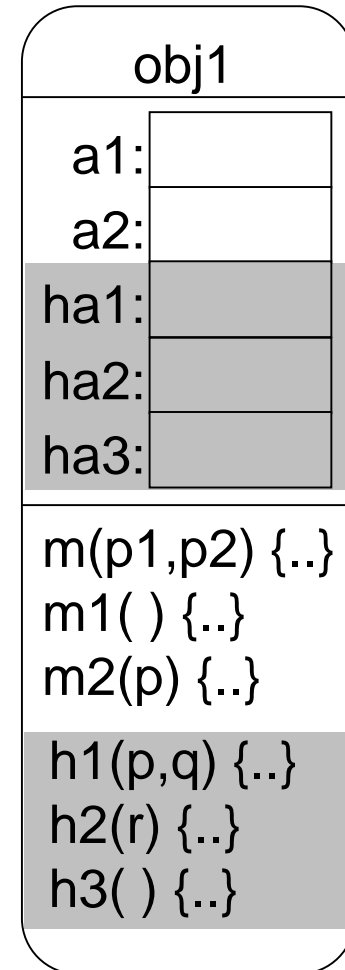 obj1
a1:
a2:
ha1:
ha2:
ha3:
m(p1,p2) {..}
m1( ) {..}
m2(p) {..}
h1(p,q) {..}
h2(r) {..}
h3( ) {..}